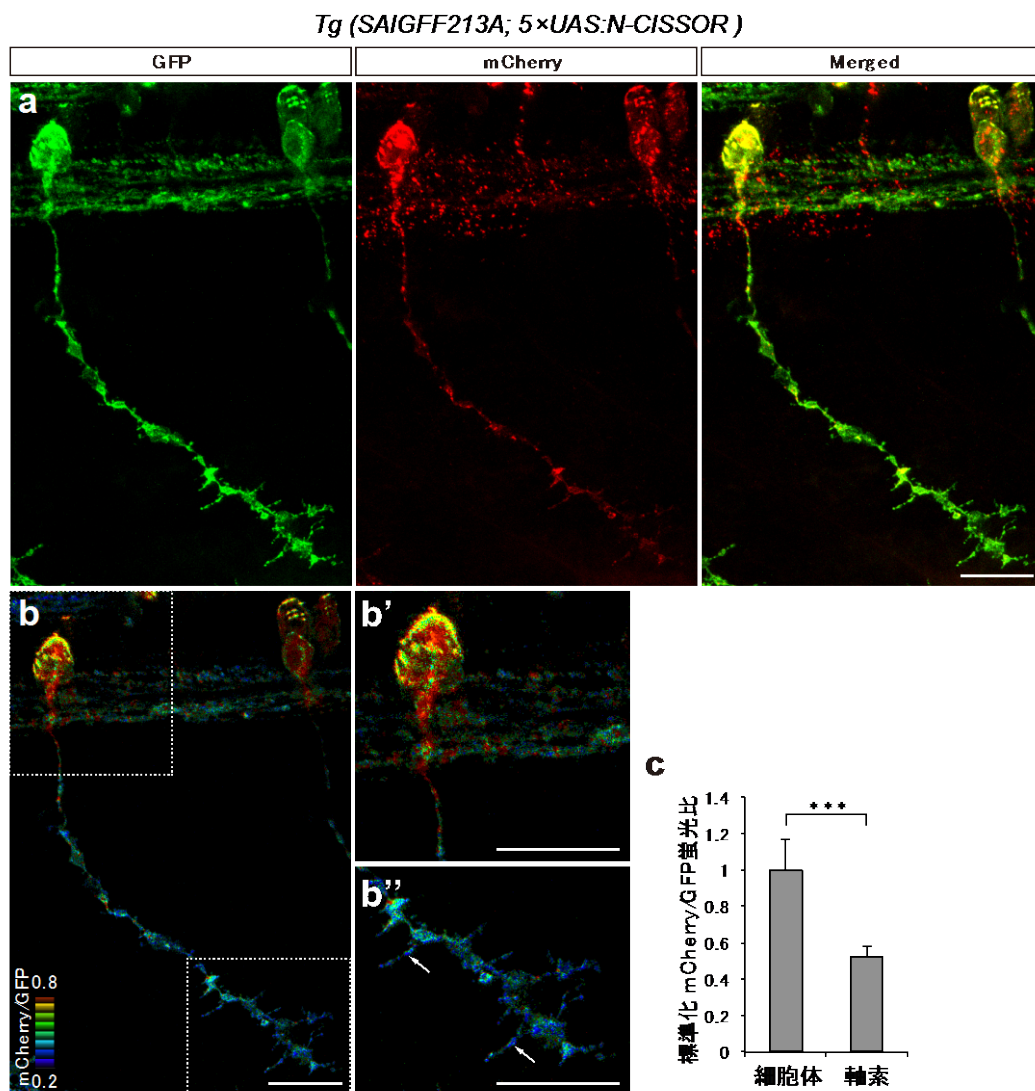 Tg (SAIGFF213A; 5×UAS:N-CISSOR )
GFP
mCherry
Merged
a
b
b'
b''
mCherry/GFP
0.8
0.2
c
標準化 mCherry/GFP蛍光比
1.4
1.2
1
0.8
0.6
0.4
0.2
0
***
細胞体
軸素